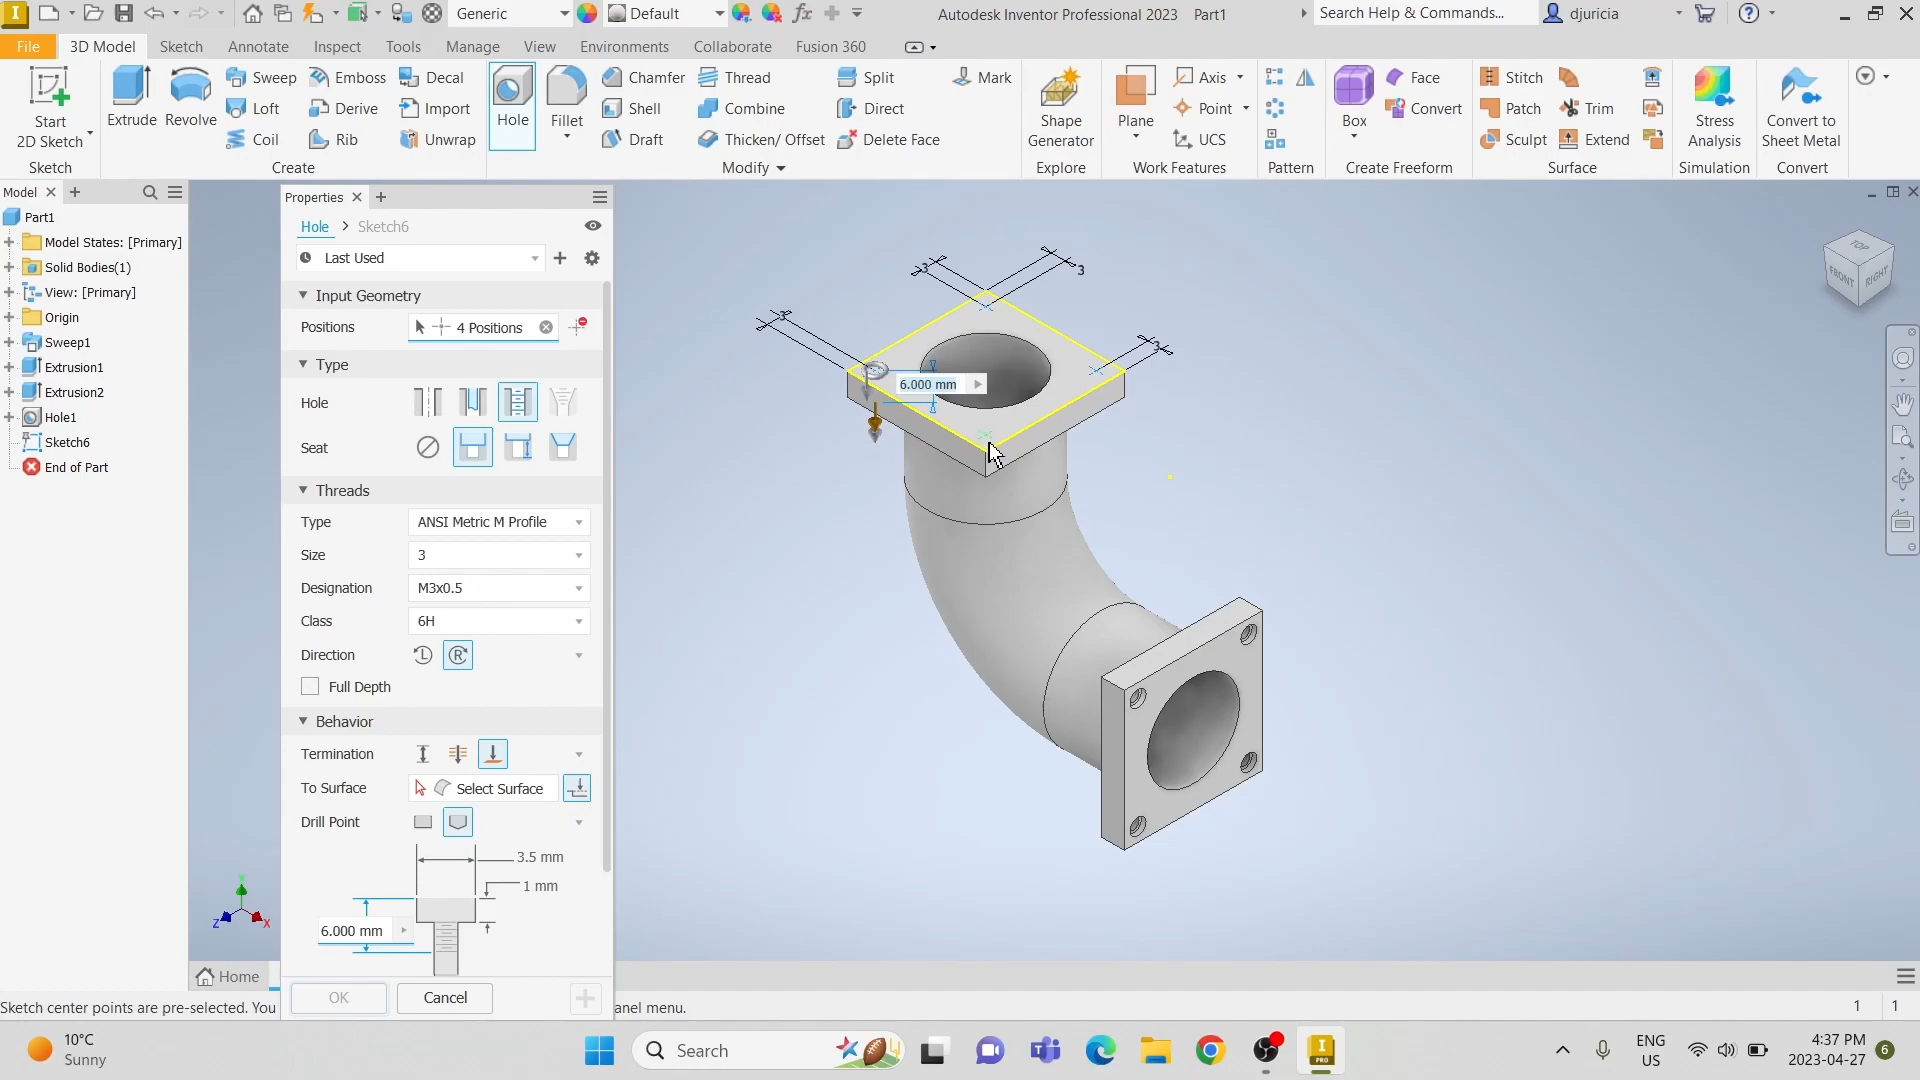 Generic
Default
Autodesk Inventor Professional 2023 Part1
Search Help & Commands...
djuricia
File
3D Model
Sketch
Annotate
Inspect
Tools
Manage
View
Environments
Collaborate
Fusion 360
Start
2D Sketch
Sketch
Extrude
Revolve
Sweep
Loft
Coil
Emboss
Derive
Rib
Decal
Import
Unwrap
Create
Hole
Fillet
Chamfer
Shell
Draft
Thread
Combine
Thicken/ Offset
Split
Direct
Delete Face
Modify
Mark
Shape
Generator
Explore
Plane
Axis
Point
UCS
Work Features
Pattern
Box
Face
Convert
Create Freeform
Stitch
Patch
Sculpt
Trim
Extend
Surface
Stress
Analysis
Simulation
Convert to
Sheet Metal
Convert
Model
Part1
Model States: [Primary]
Solid Bodies(1)
View: [Primary]
Origin
Sweep1
Extrusion1
Extrusion2
Hole1
Sketch6
End of Part
Properties
Hole > Sketch6
Last Used
Input Geometry
Positions 4 Positions
Type
Hole
Seat
Threads
Type ANSI Metric M Profile
Size 3
Designation M3x0.5
Class 6H
Direction L R
Full Depth
Behavior
Termination
To Surface Select Surface
Drill Point
3.5 mm
1 mm
6.000 mm
OK
Cancel
3
3
3
3
6.000 mm
TOP
FRONT
RIGHT
Y
Z
X
Home
Sketch center points are pre-selected. You
anel menu.
1
1
10°C
Sunny
Search
PRO
ENG
US
4:37 PM
2023-04-27
6